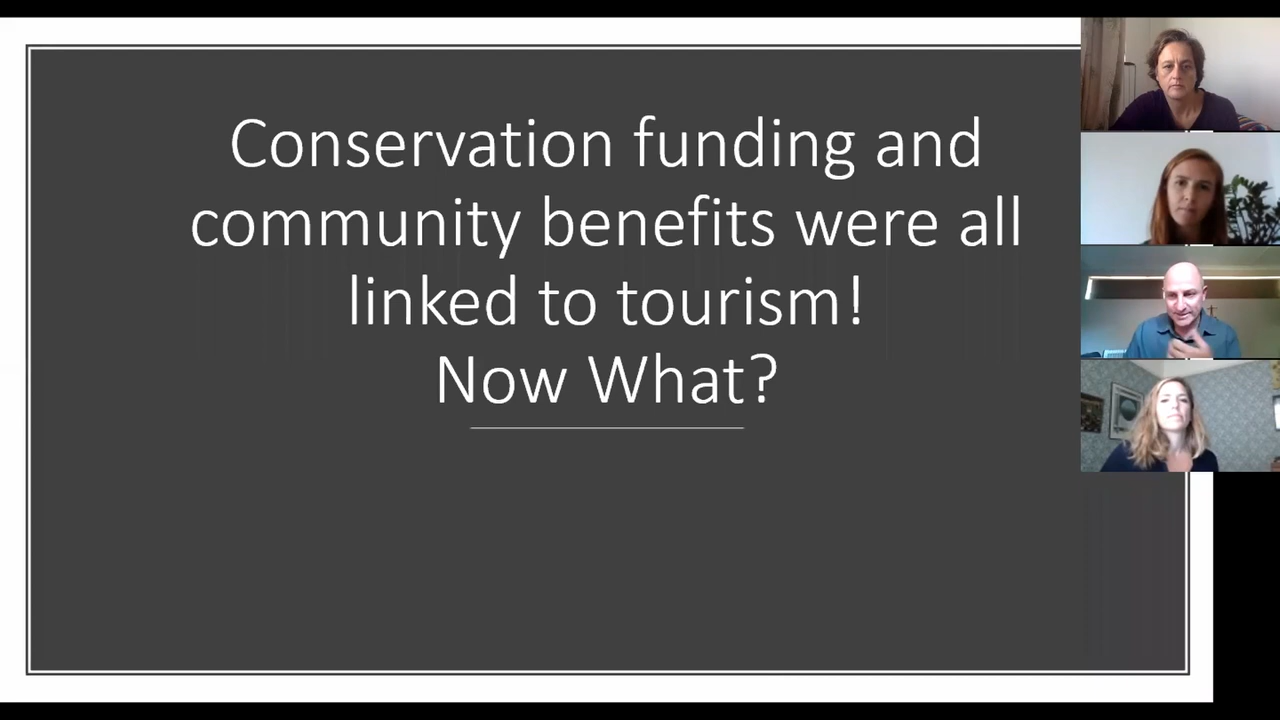 Conservation funding and
community benefits were all
linked to tourism!
Now What?